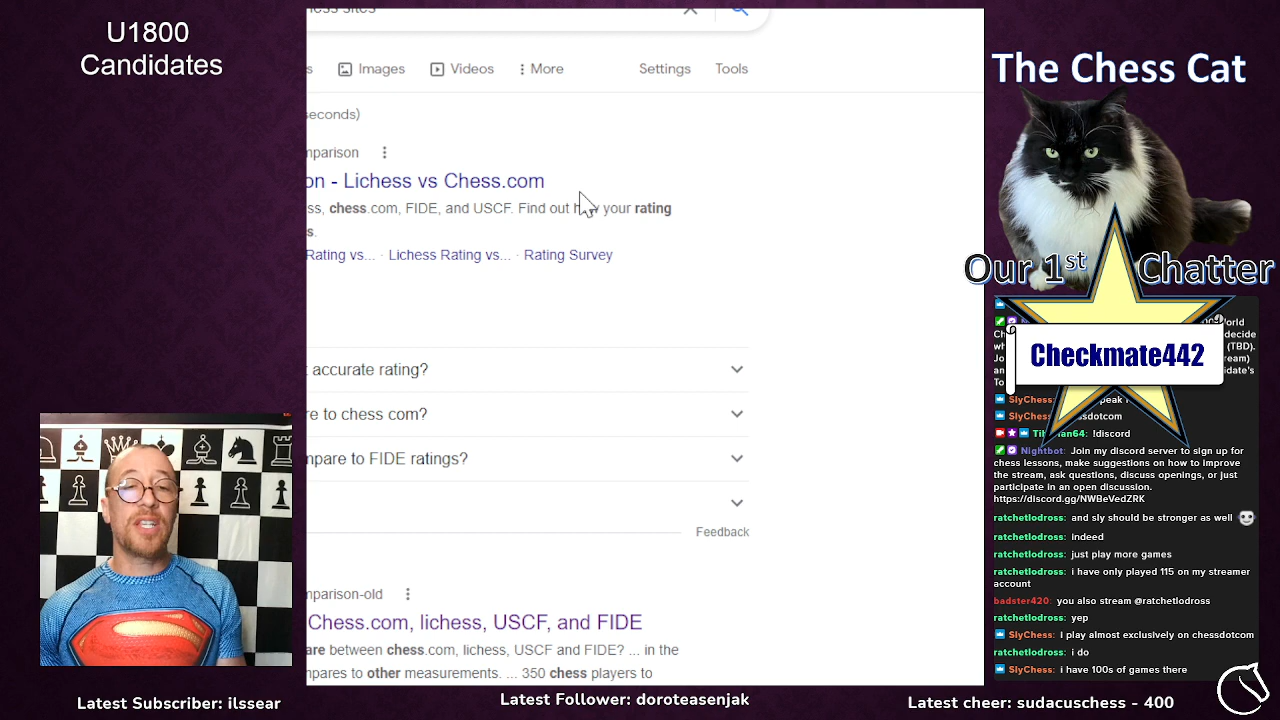 U1800
Candidates
Images
Videos
More
Settings
Tools
seconds)
mparison
on - Lichess vs Chess.com
ss, chess.com, FIDE, and USCF. Find out your rating
s.
Rating vs... · Lichess Rating vs... · Rating Survey
accurate rating?
re to chess com?
mpare to FIDE ratings?
Feedback
mparison-old
Chess.com, lichess, USCF, and FIDE
are between chess.com, lichess, USCF and FIDE? ... in the
mpares to other measurements. ... 350 chess players to
The Chess Cat
Our 1st Chatter
Checkmate442
decide
(TBD).
SlyChess:
SlyChess
!discord
Nightbot: Join my discord server to sign up for
chess lessons, make suggestions on how to improve
the stream, ask questions, discuss openings, or just
participate in an open discussion.
https://discord.gg/NWBeVedZRK
ratchetlodross: and sly should be stronger as well
ratchetlodross: indeed
ratchetlodross: just play more games
ratchetlodross: i have only played 115 on my streamer
account
badster420: you also stream @ratchetlodross
ratchetlodross: yep
SlyChess: i play almost exclusively on chessdotcom
ratchetlodross: i do
SlyChess: i have 100s of games there
Latest Subscriber: ilssear
Latest Follower: doroteasenjak
Latest cheer: sudacuschess - 400